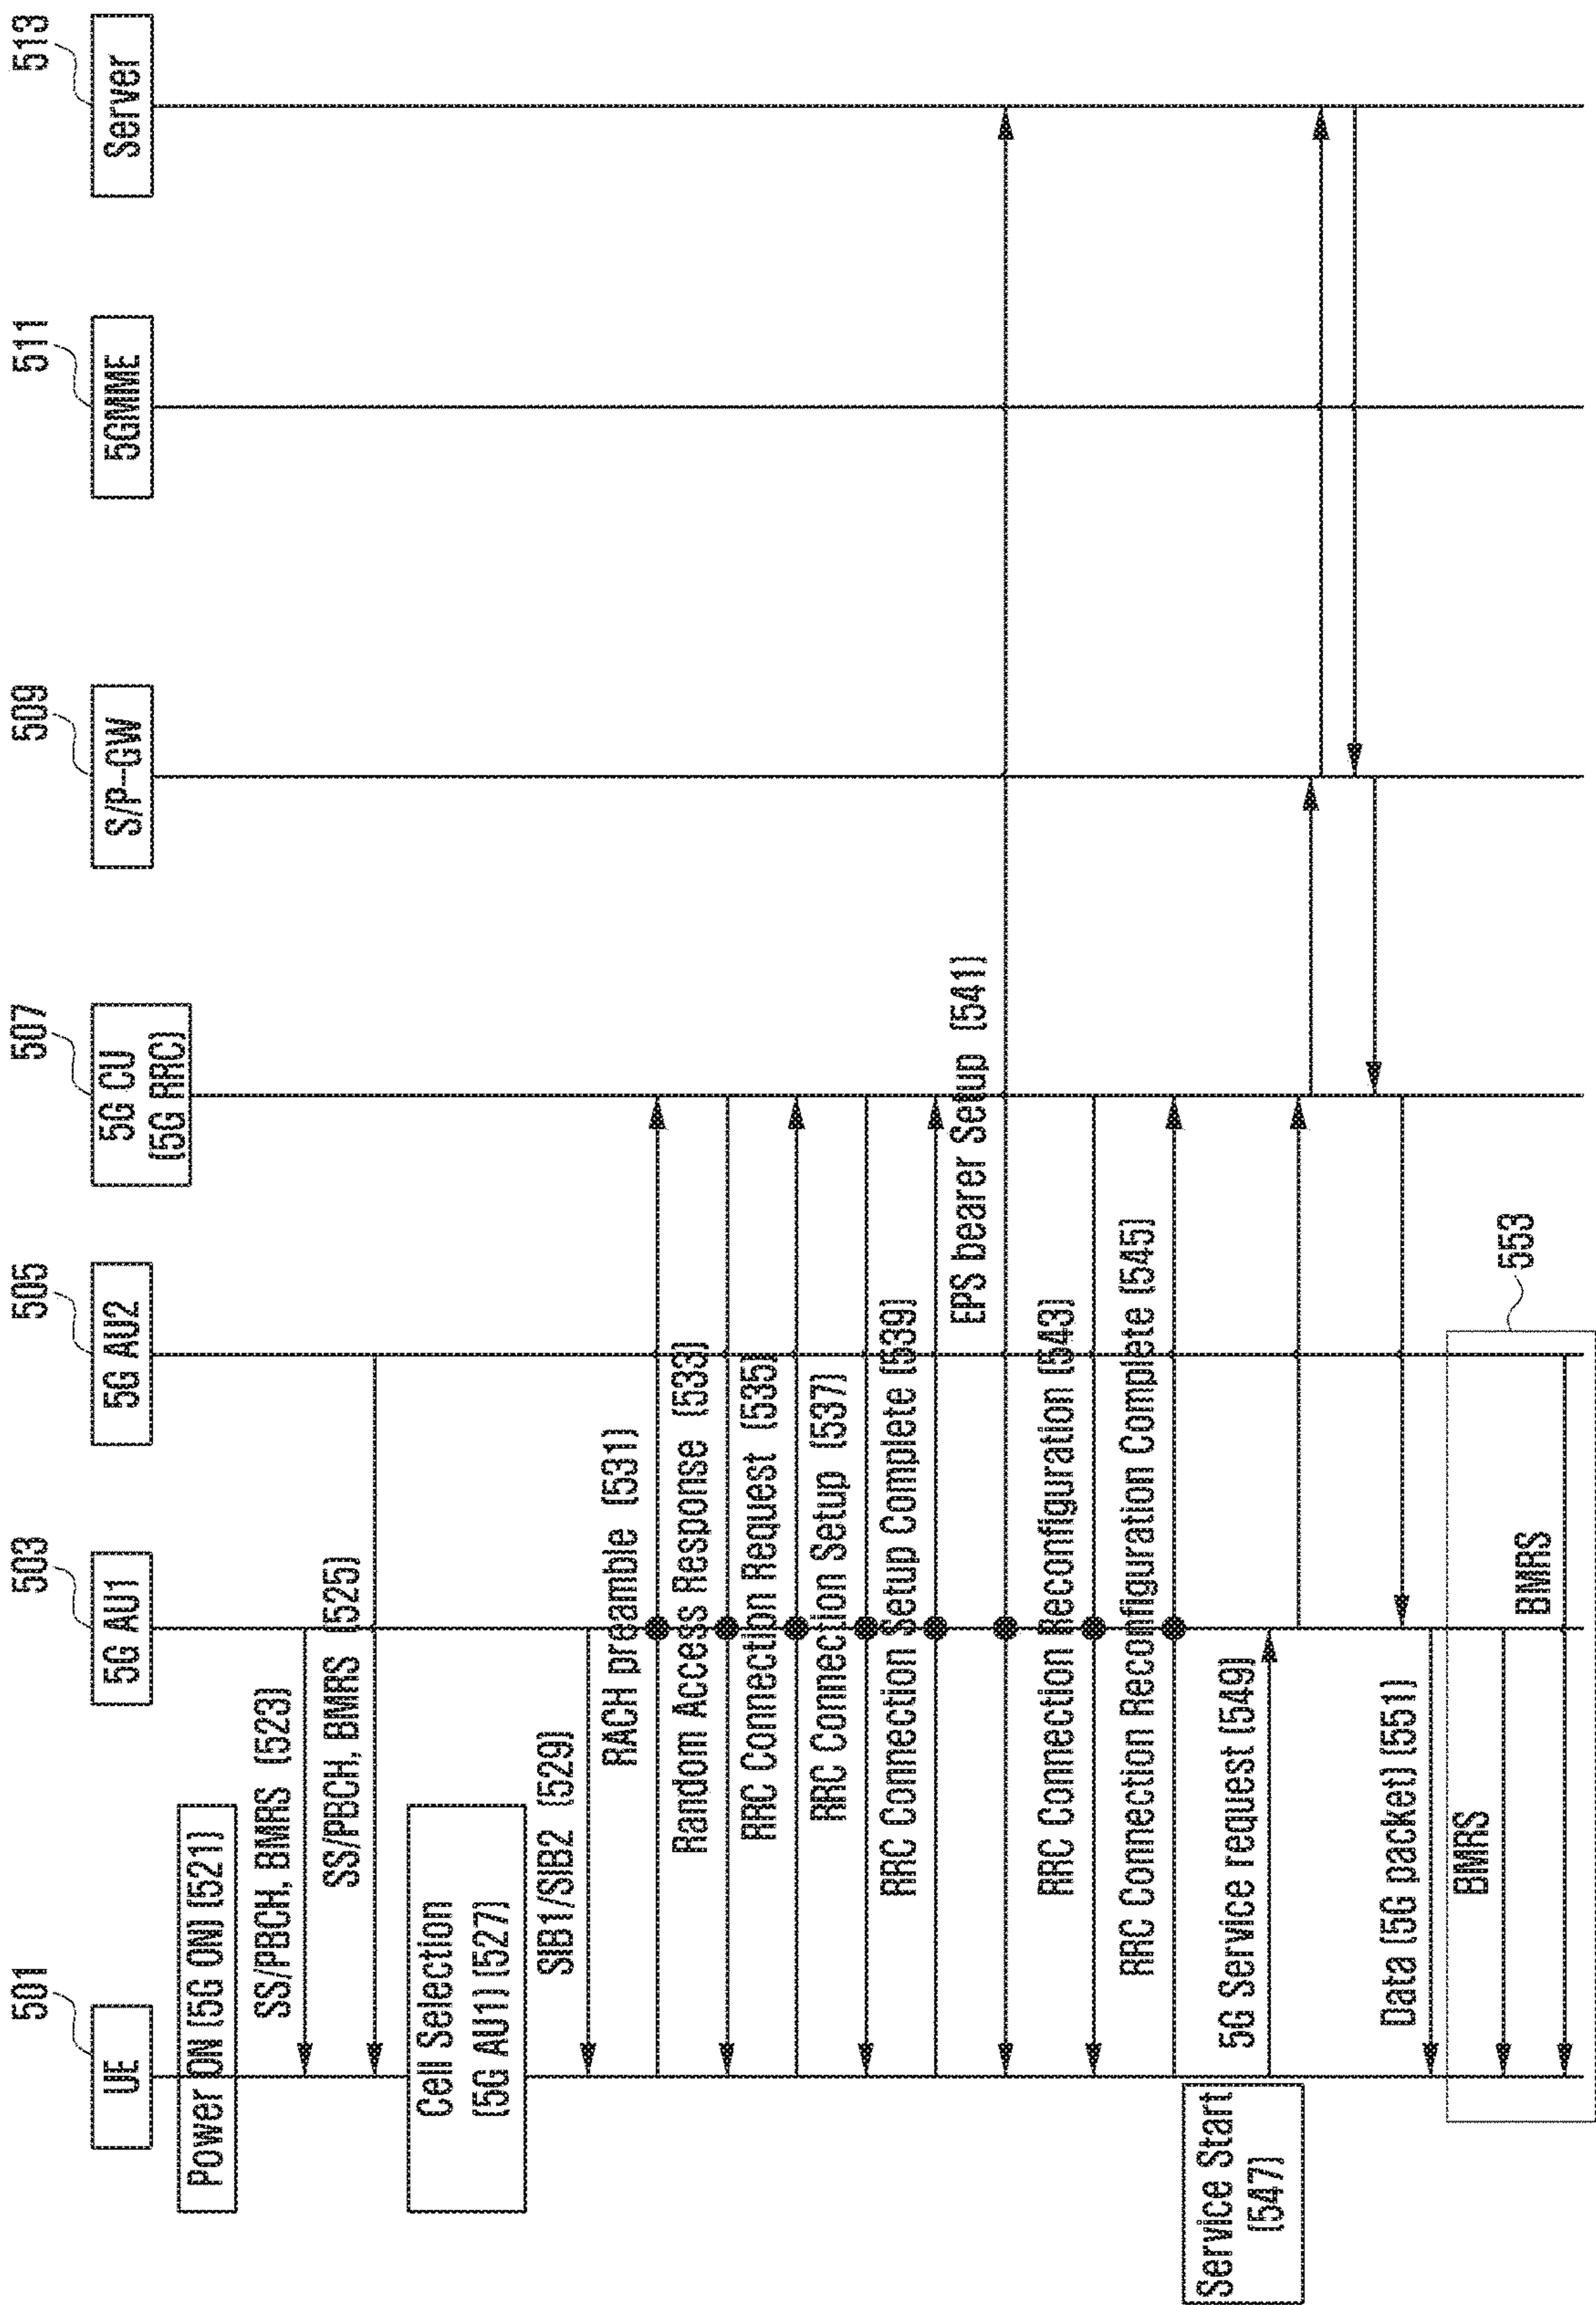 501
503
505
507
509
511
513
UE
5G AU1
5G AU2
5G CU
(5G RRC)
S/P-GW
5GMME
Server
Power ON (5G ON) (521)
SS/PBCH, BMRS (523)
SS/PBCH, BMRS (525)
Cell Selection
(5G AU1) (527)
SIB1/SIB2 (529)
RACH preamble (531)
Random Access Response (533)
RRC Connection Request (535)
RRC Connection Setup (537)
RRC Connection Setup Complete (539)
EPS bearer Setup (541)
RRC Connection Reconfiguration (543)
RRC Connection Reconfiguration Complete (545)
Service Start
(547)
5G Service request (549)
Data (5G packet) (551)
BMRS
BMRS
553